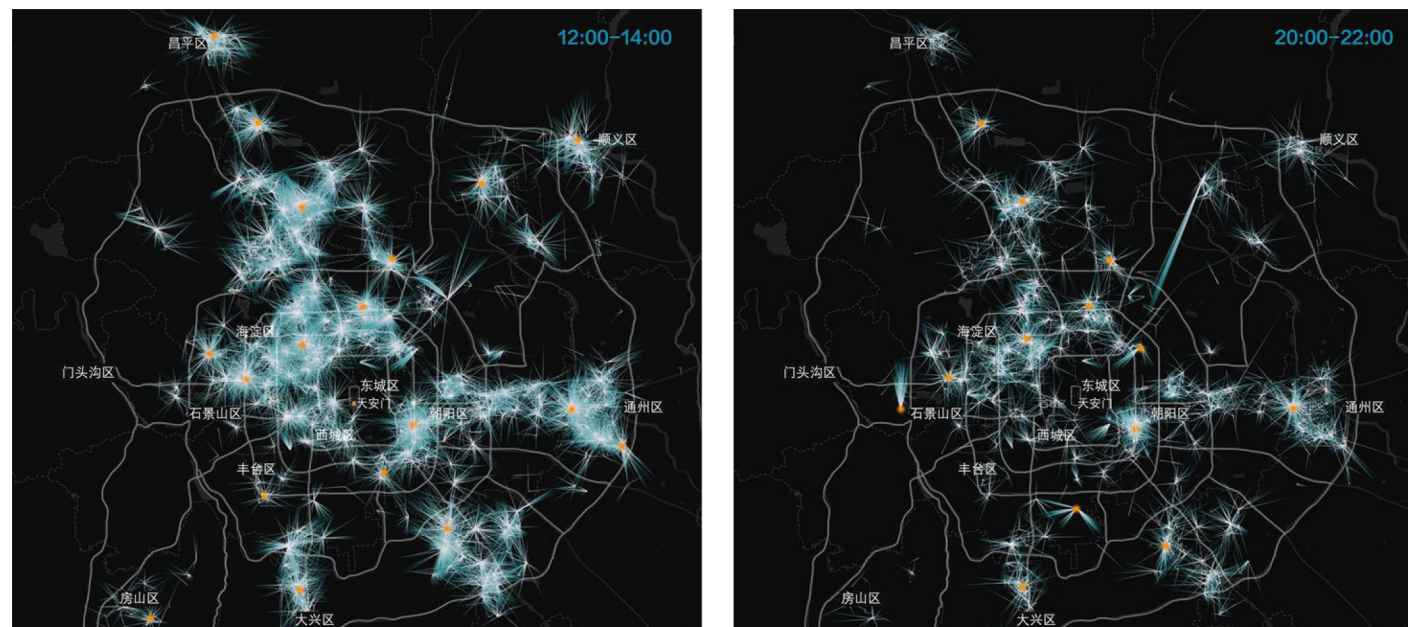 12:00-14:00
昌平区
顺义区
海淀区
门头沟区
东城区
天安门
石景山区
朝阳区
通州区
西城区
丰台区
房山区
大兴区
20:00-22:00
昌平区
顺义区
海淀区
门头沟区
东城区
天安门
石景山区
朝阳区
通州区
西城区
丰台区
房山区
大兴区